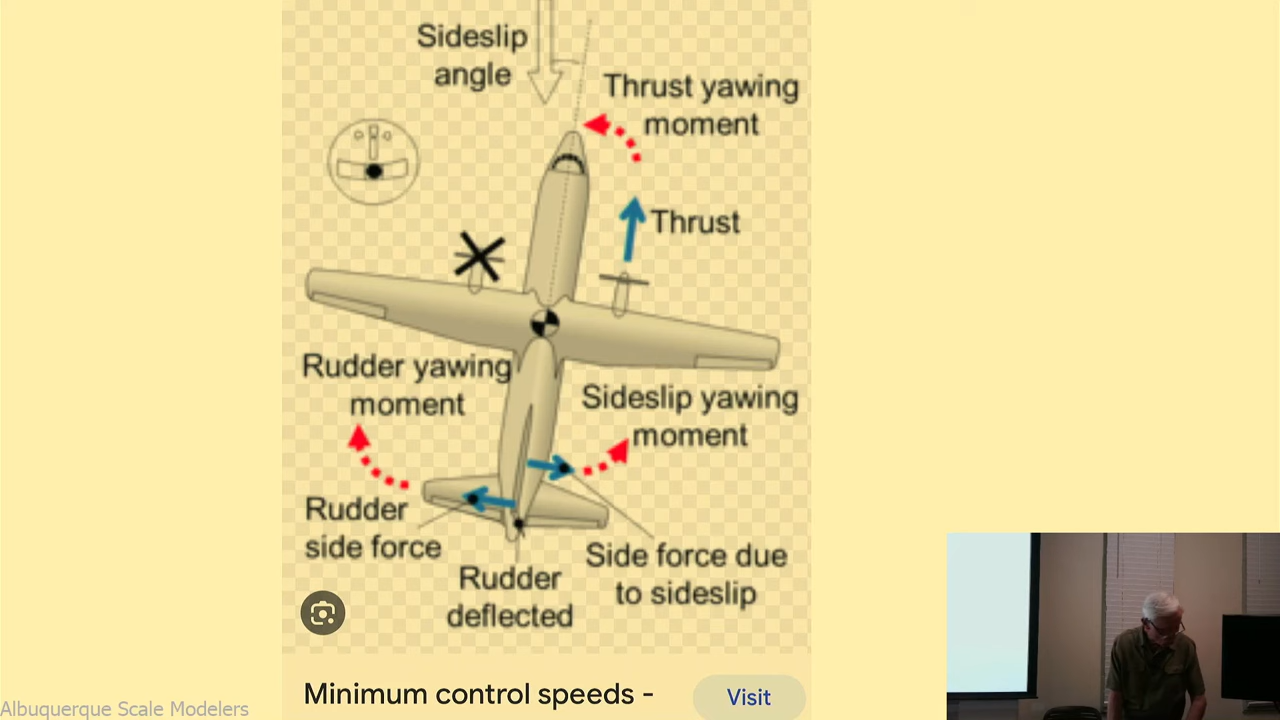 Sideslip
angle
Thrust yawing
moment
Thrust
Rudder yawing
moment
Sideslip yawing
moment
Rudder
side force
Side force due
to sideslip
Rudder
deflected
Minimum control speeds -
Visit
Albuquerque Scale Modelers